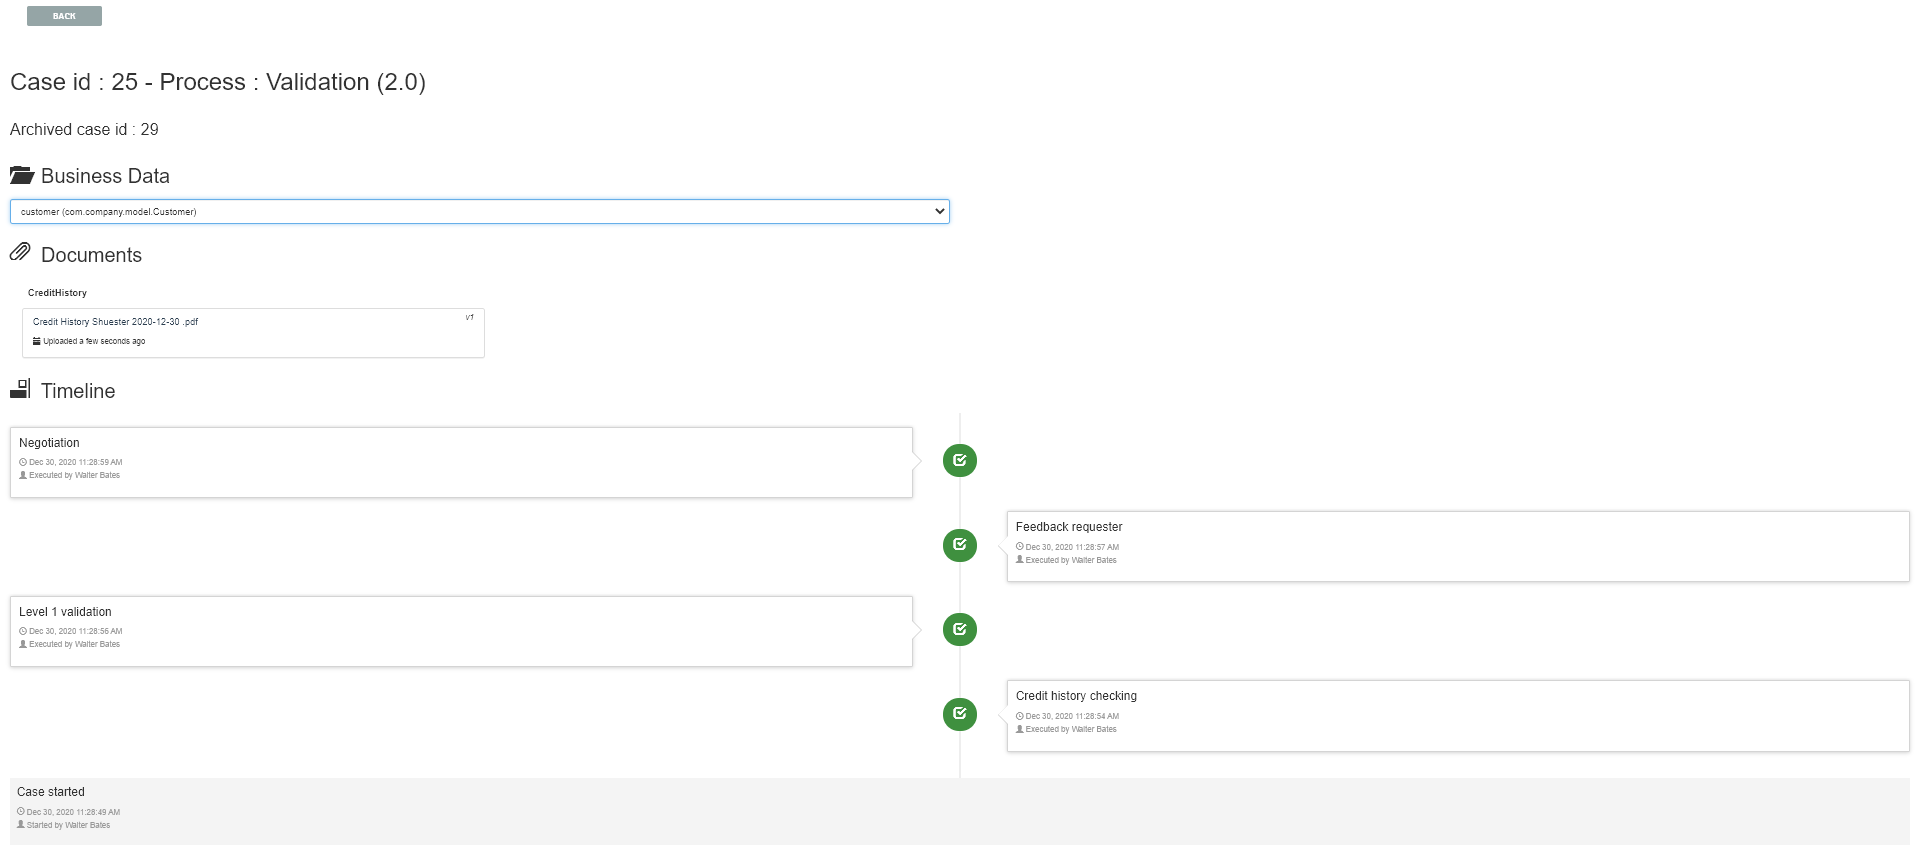 BACK
Case id : 25 - Process : Validation (2.0)
Archived case id : 29
Business Data
customer (com.company.model.Customer)
Documents
CreditHistory
Credit History Shuester 2020-12-30 .pdf
v1
Uploaded a few seconds ago
Timeline
Negotiation
Dec 30, 2020 11:28:59 AM
Executed by Walter Bates
Feedback requester
Dec 30, 2020 11:28:57 AM
Executed by Walter Bates
Level 1 validation
Dec 30, 2020 11:28:56 AM
Executed by Walter Bates
Credit history checking
Dec 30, 2020 11:28:54 AM
Executed by Walter Bates
Case started
Dec 30, 2020 11:28:49 AM
Started by Walter Bates